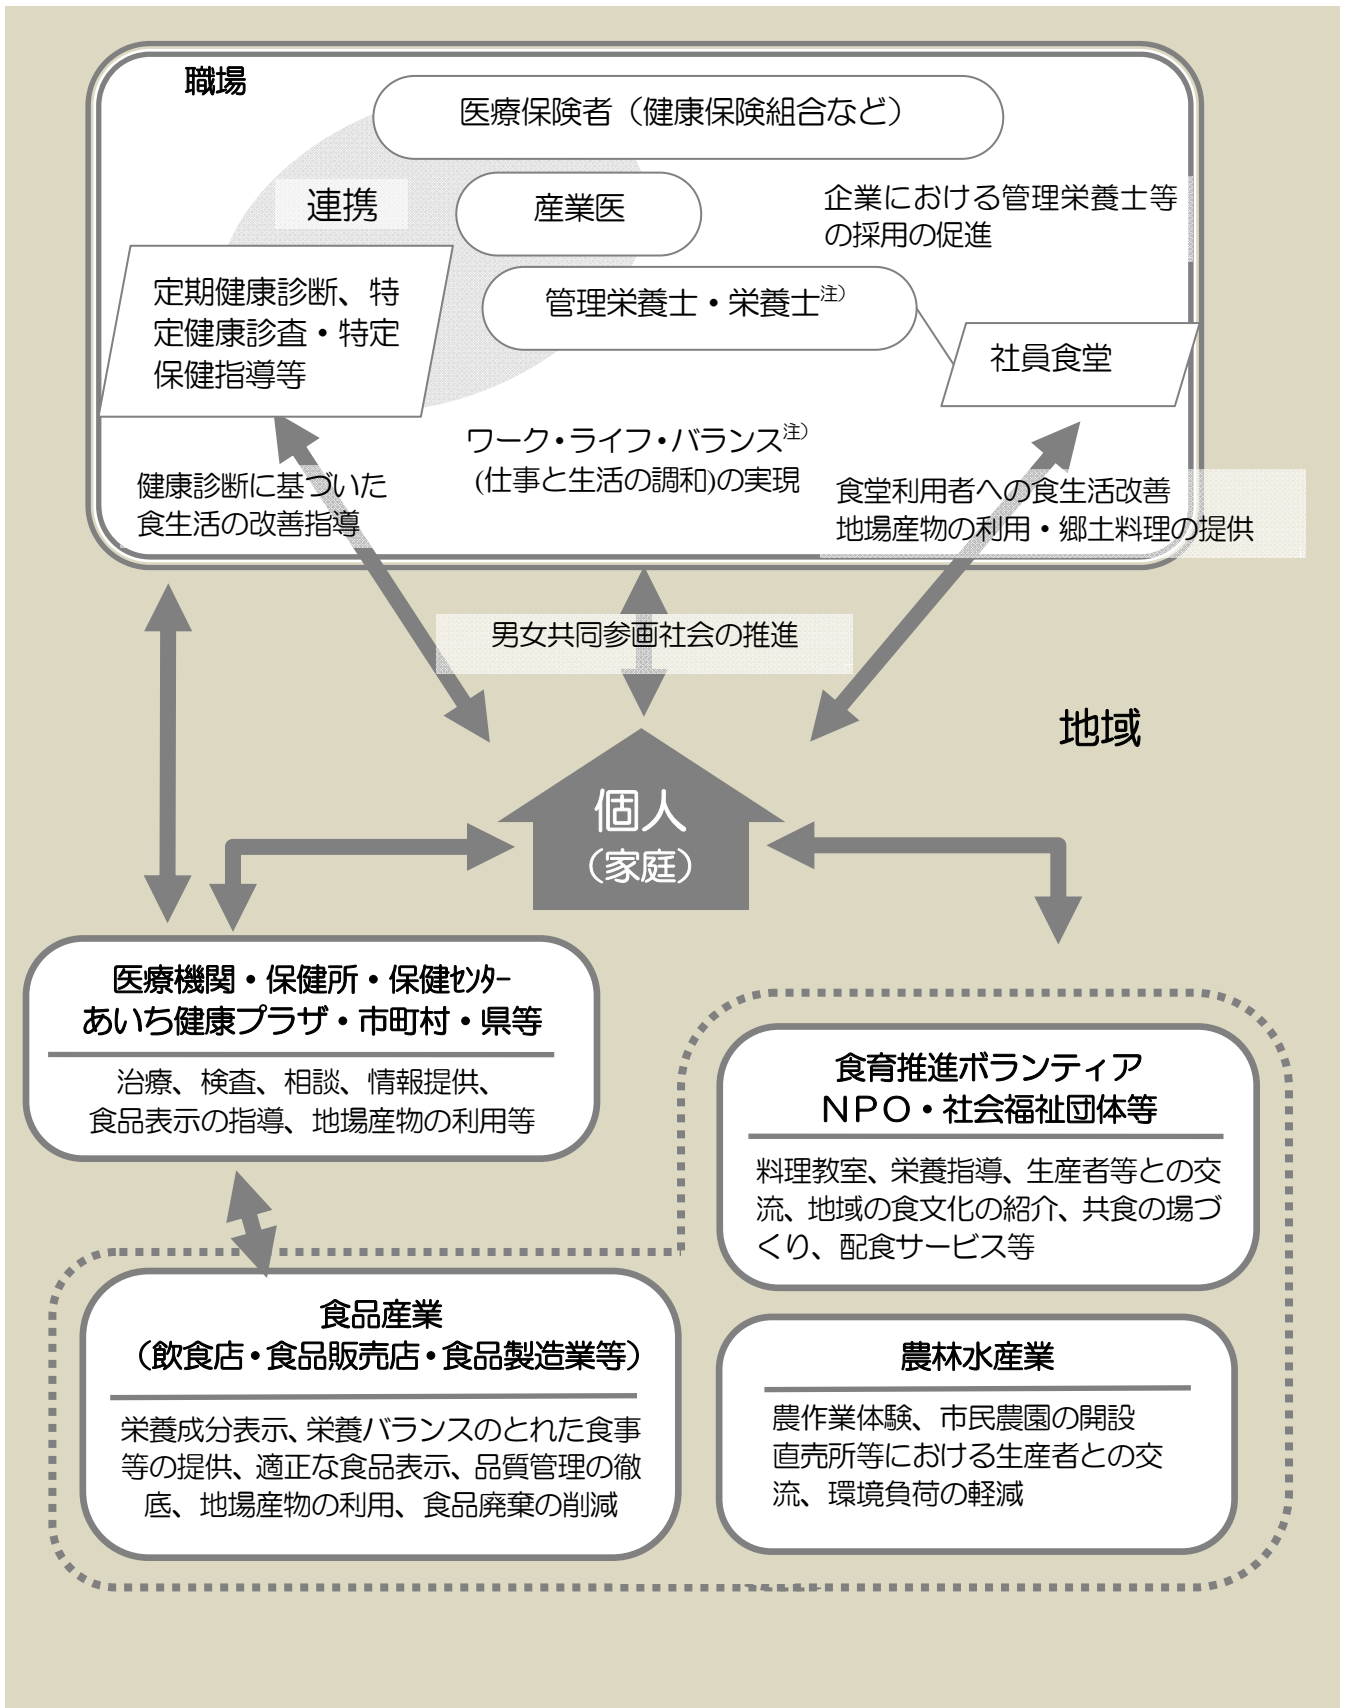 職場
医療保険者（健康保険組合など）
連携
産業医
企業における管理栄養士等
の採用の促進
定期健康診断、特
定健康診査・特定
保健指導等
管理栄養士・栄養士注）
社員食堂
ワーク・ライフ・バランス注）
(仕事と生活の調和)の実現
健康診断に基づいた
食生活の改善指導
食堂利用者への食生活改善
地場産物の利用・郷土料理の提供
男女共同参画社会の推進
地域
個人
（家庭）
医療機関・保健所・保健ｾﾝﾀｰ
あいち健康プラザ・市町村・県等
治療、検査、相談、情報提供、
食品表示の指導、地場産物の利用等
食育推進ボランティア
ＮＰＯ・社会福祉団体等
料理教室、栄養指導、生産者等との交
流、地域の食文化の紹介、共食の場づ
くり、配食サービス等
食品産業
（飲食店・食品販売店・食品製造業等）
栄養成分表示、栄養バランスのとれた食事
等の提供、適正な食品表示、品質管理の徹
底、地場産物の利用、食品廃棄の削減
農林水産業
農作業体験、市民農園の開設
直売所等における生産者との交
流、環境負荷の軽減